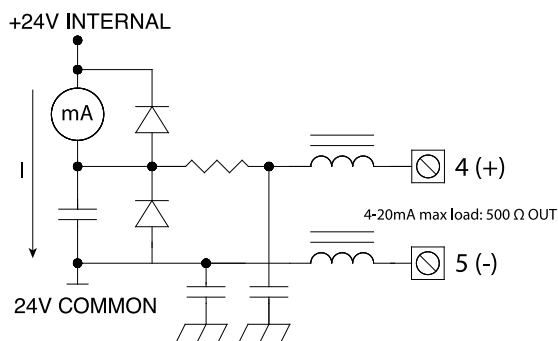 +24V INTERNAL
mA
I
4 (+)
4-20mA max load: 500 Ω OUT
5 (-)
24V COMMON